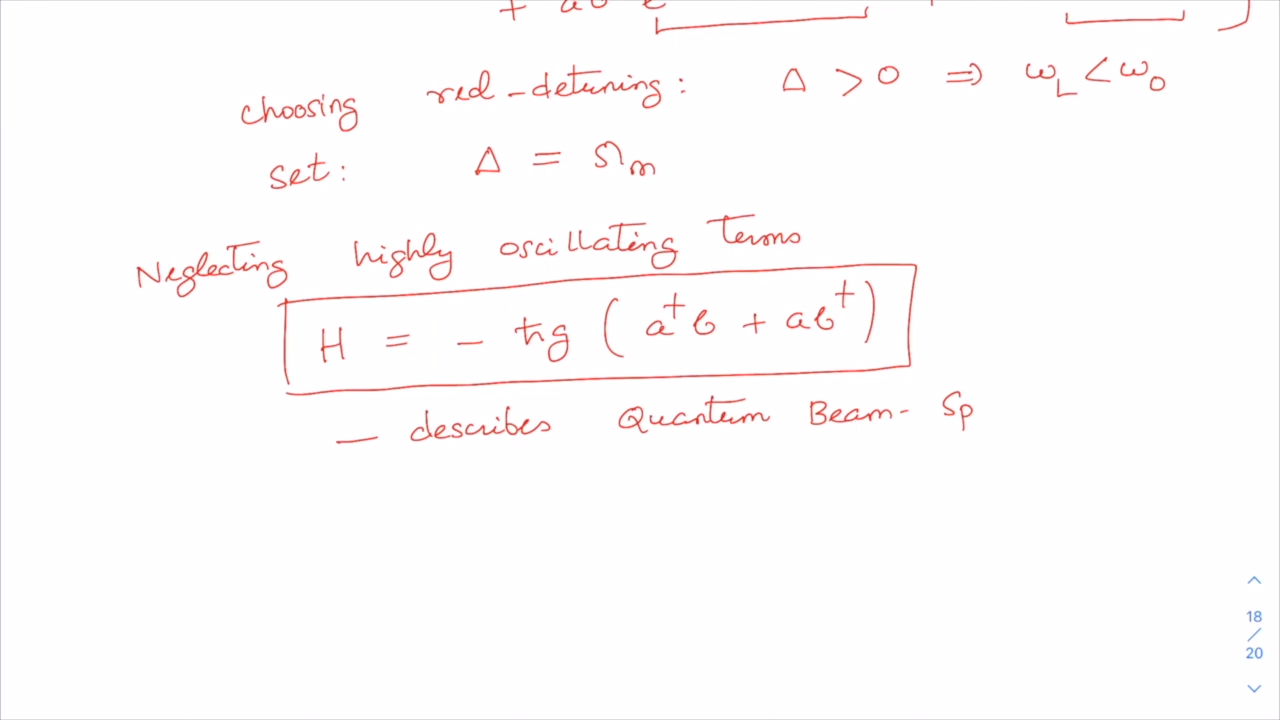 + ab e
choosing red-detuning : Δ > 0 ⇒ ω_L < ω_0
set : Δ = Ω_m
Neglecting highly oscillating terms
H = - ħg ( a†b + ab† )
— describes Quantum Beam- Sp
18
/
20